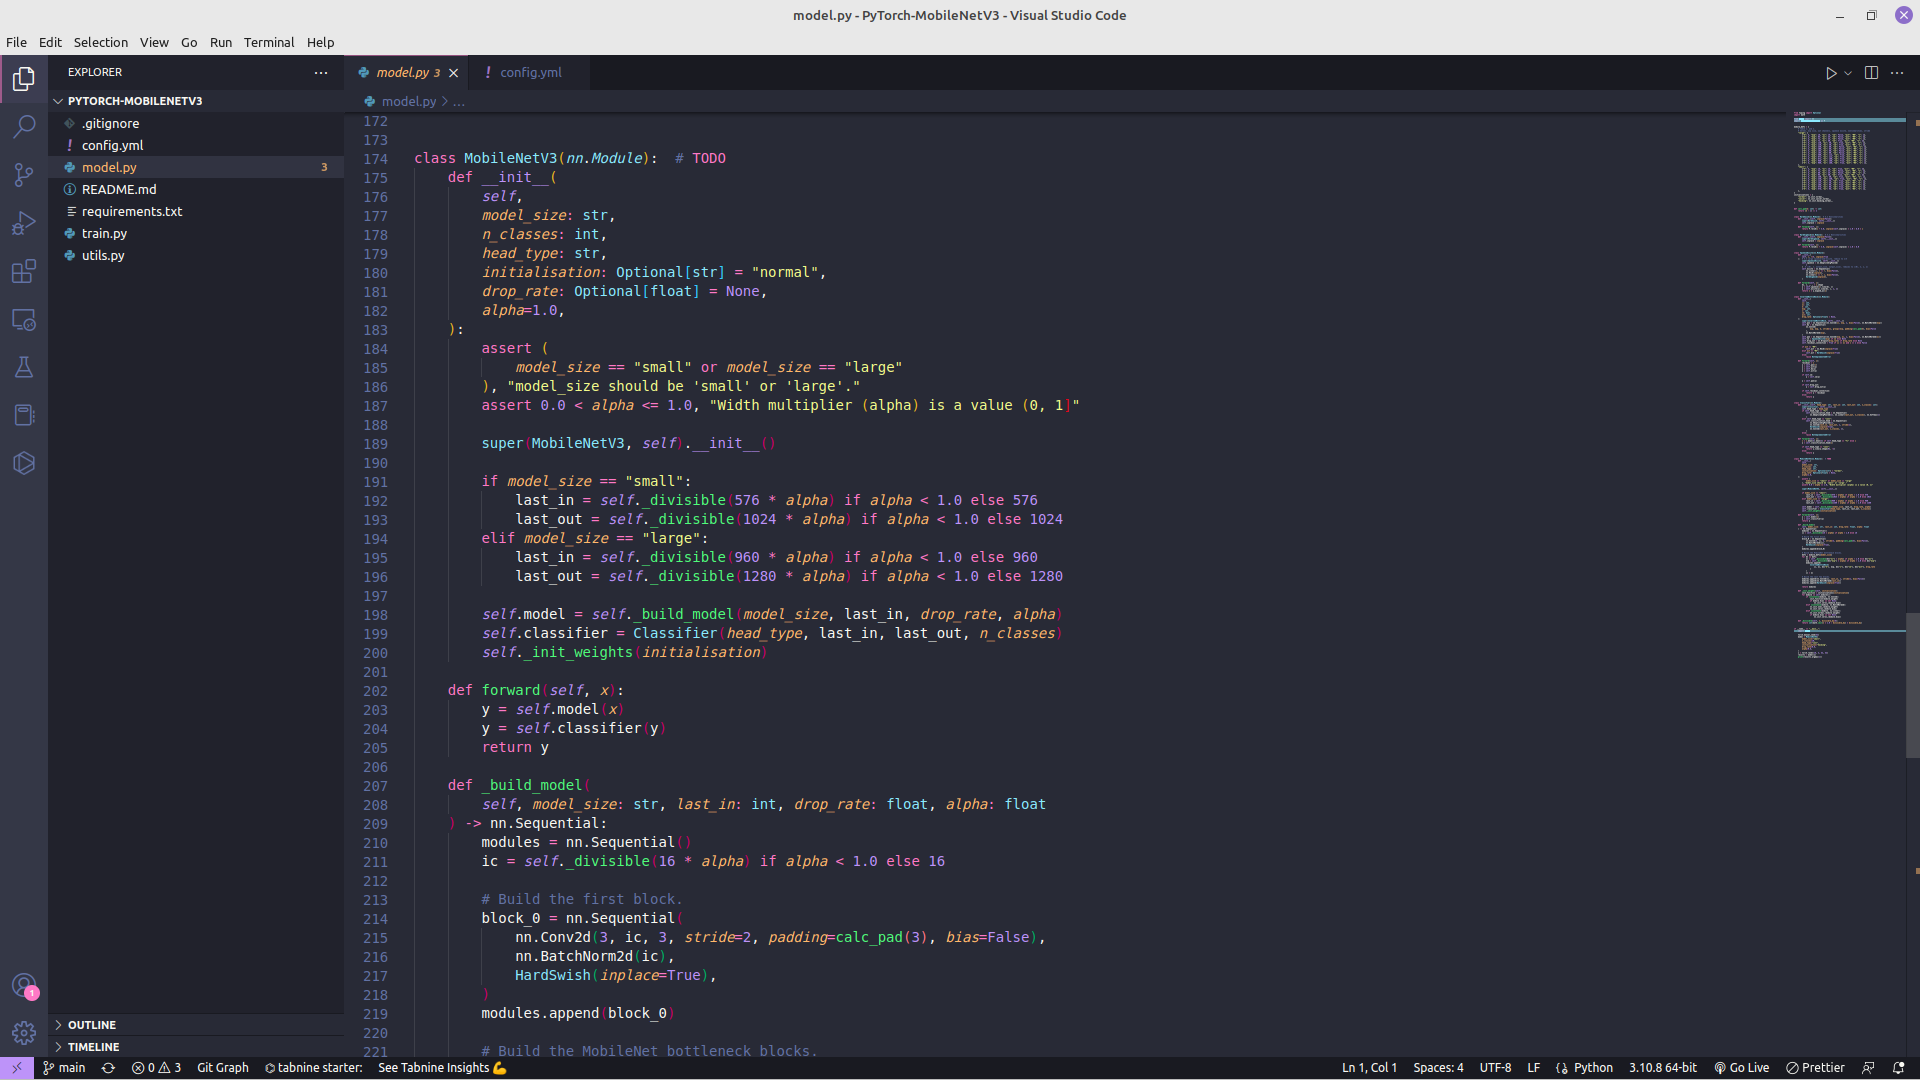 model.py - PyTorch-MobileNetV3 - Visual Studio Code
File Edit Selection View Go Run Terminal Help
EXPLORER
PYTORCH-MOBILENETV3
.gitignore
config.yml
model.py 3
README.md
requirements.txt
train.py
utils.py
OUTLINE
TIMELINE
1
model.py 3
config.yml
model.py > ...
172
173
174 class MobileNetV3(nn.Module):  # TODO
175     def __init__(
176         self,
177         model_size: str,
178         n_classes: int,
179         head_type: str,
180         initialisation: Optional[str] = "normal",
181         drop_rate: Optional[float] = None,
182         alpha=1.0,
183     ):
184         assert (
185             model_size == "small" or model_size == "large"
186         ), "model_size should be 'small' or 'large'."
187         assert 0.0 < alpha <= 1.0, "Width multiplier (alpha) is a value (0, 1]"
188
189         super(MobileNetV3, self).__init__()
190
191         if model_size == "small":
192             last_in = self._divisible(576 * alpha) if alpha < 1.0 else 576
193             last_out = self._divisible(1024 * alpha) if alpha < 1.0 else 1024
194         elif model_size == "large":
195             last_in = self._divisible(960 * alpha) if alpha < 1.0 else 960
196             last_out = self._divisible(1280 * alpha) if alpha < 1.0 else 1280
197
198         self.model = self._build_model(model_size, last_in, drop_rate, alpha)
199         self.classifier = Classifier(head_type, last_in, last_out, n_classes)
200         self._init_weights(initialisation)
201
202     def forward(self, x):
203         y = self.model(x)
204         y = self.classifier(y)
205         return y
206
207     def _build_model(
208         self, model_size: str, last_in: int, drop_rate: float, alpha: float
209     ) -> nn.Sequential:
210         modules = nn.Sequential()
211         ic = self._divisible(16 * alpha) if alpha < 1.0 else 16
212
213         # Build the first block.
214         block_0 = nn.Sequential(
215             nn.Conv2d(3, ic, 3, stride=2, padding=calc_pad(3), bias=False),
216             nn.BatchNorm2d(ic),
217             HardSwish(inplace=True),
218         )
219         modules.append(block_0)
220
221         # Build the MobileNet bottleneck blocks.
main 0 3 Git Graph tabnine starter: See Tabnine Insights 💪 Ln 1, Col 1 Spaces: 4 UTF-8 LF Python 3.10.8 64-bit Go Live Prettier